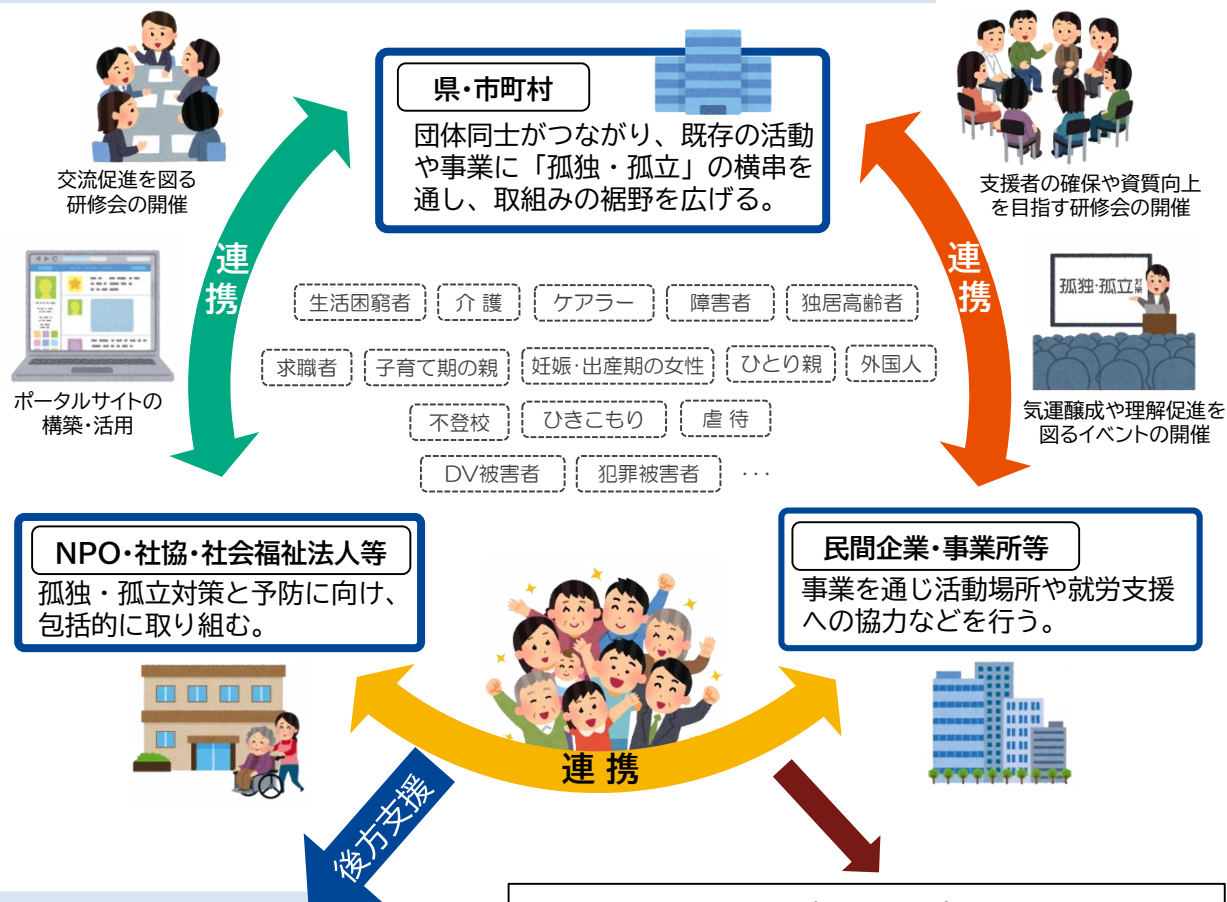 県・市町村
団体同士がつながり、既存の活動
や事業に「孤独・孤立」の横串を
通し、取組みの裾野を広げる。
交流促進を図る
研修会の開催
支援者の確保や資質向上
を目指す研修会の開催
連携
連携
孤独・孤立対策
ポータルサイトの
構築・活用
気運醸成や理解促進を
図るイベントの開催
生活困窮者
介 護
ケアラー
障害者
独居高齢者
求職者
子育て期の親
妊娠・出産期の女性
ひとり親
外国人
不登校
ひきこもり
虐 待
DV被害者
犯罪被害者
・・・
NPO・社協・社会福祉法人等
孤独・孤立対策と予防に向け、
包括的に取り組む。
民間企業・事業所等
事業を通じ活動場所や就労支援
への協力などを行う。
連 携
後方支援